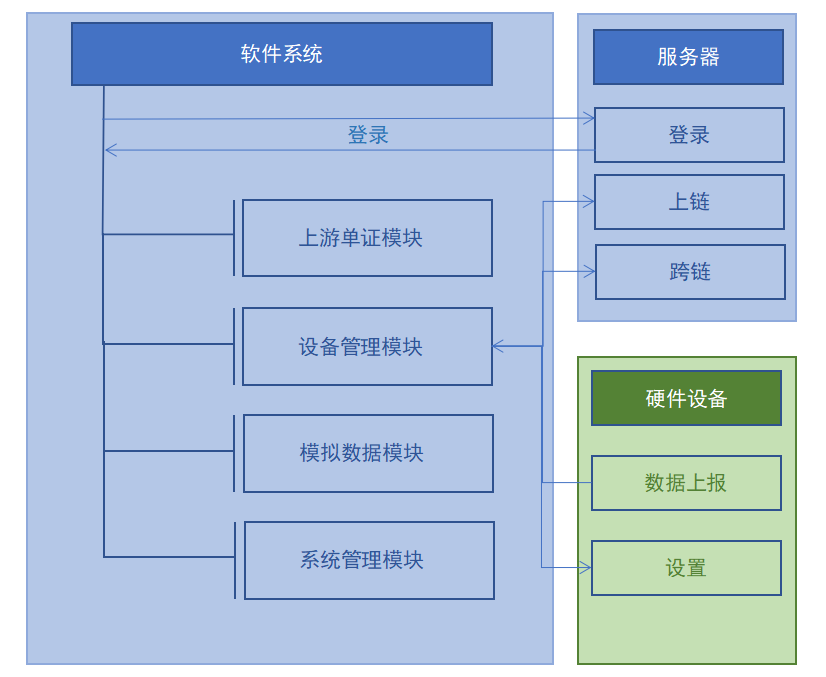 软件系统
登录
上游单证模块
设备管理模块
模拟数据模块
系统管理模块
服务器
登录
上链
跨链
硬件设备
数据上报
设置